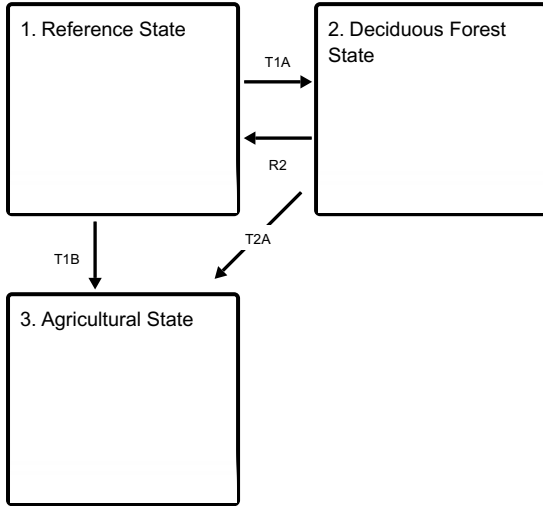 1. Reference State
2. Deciduous Forest
State
T1A
R2
T1B
T2A
3. Agricultural State